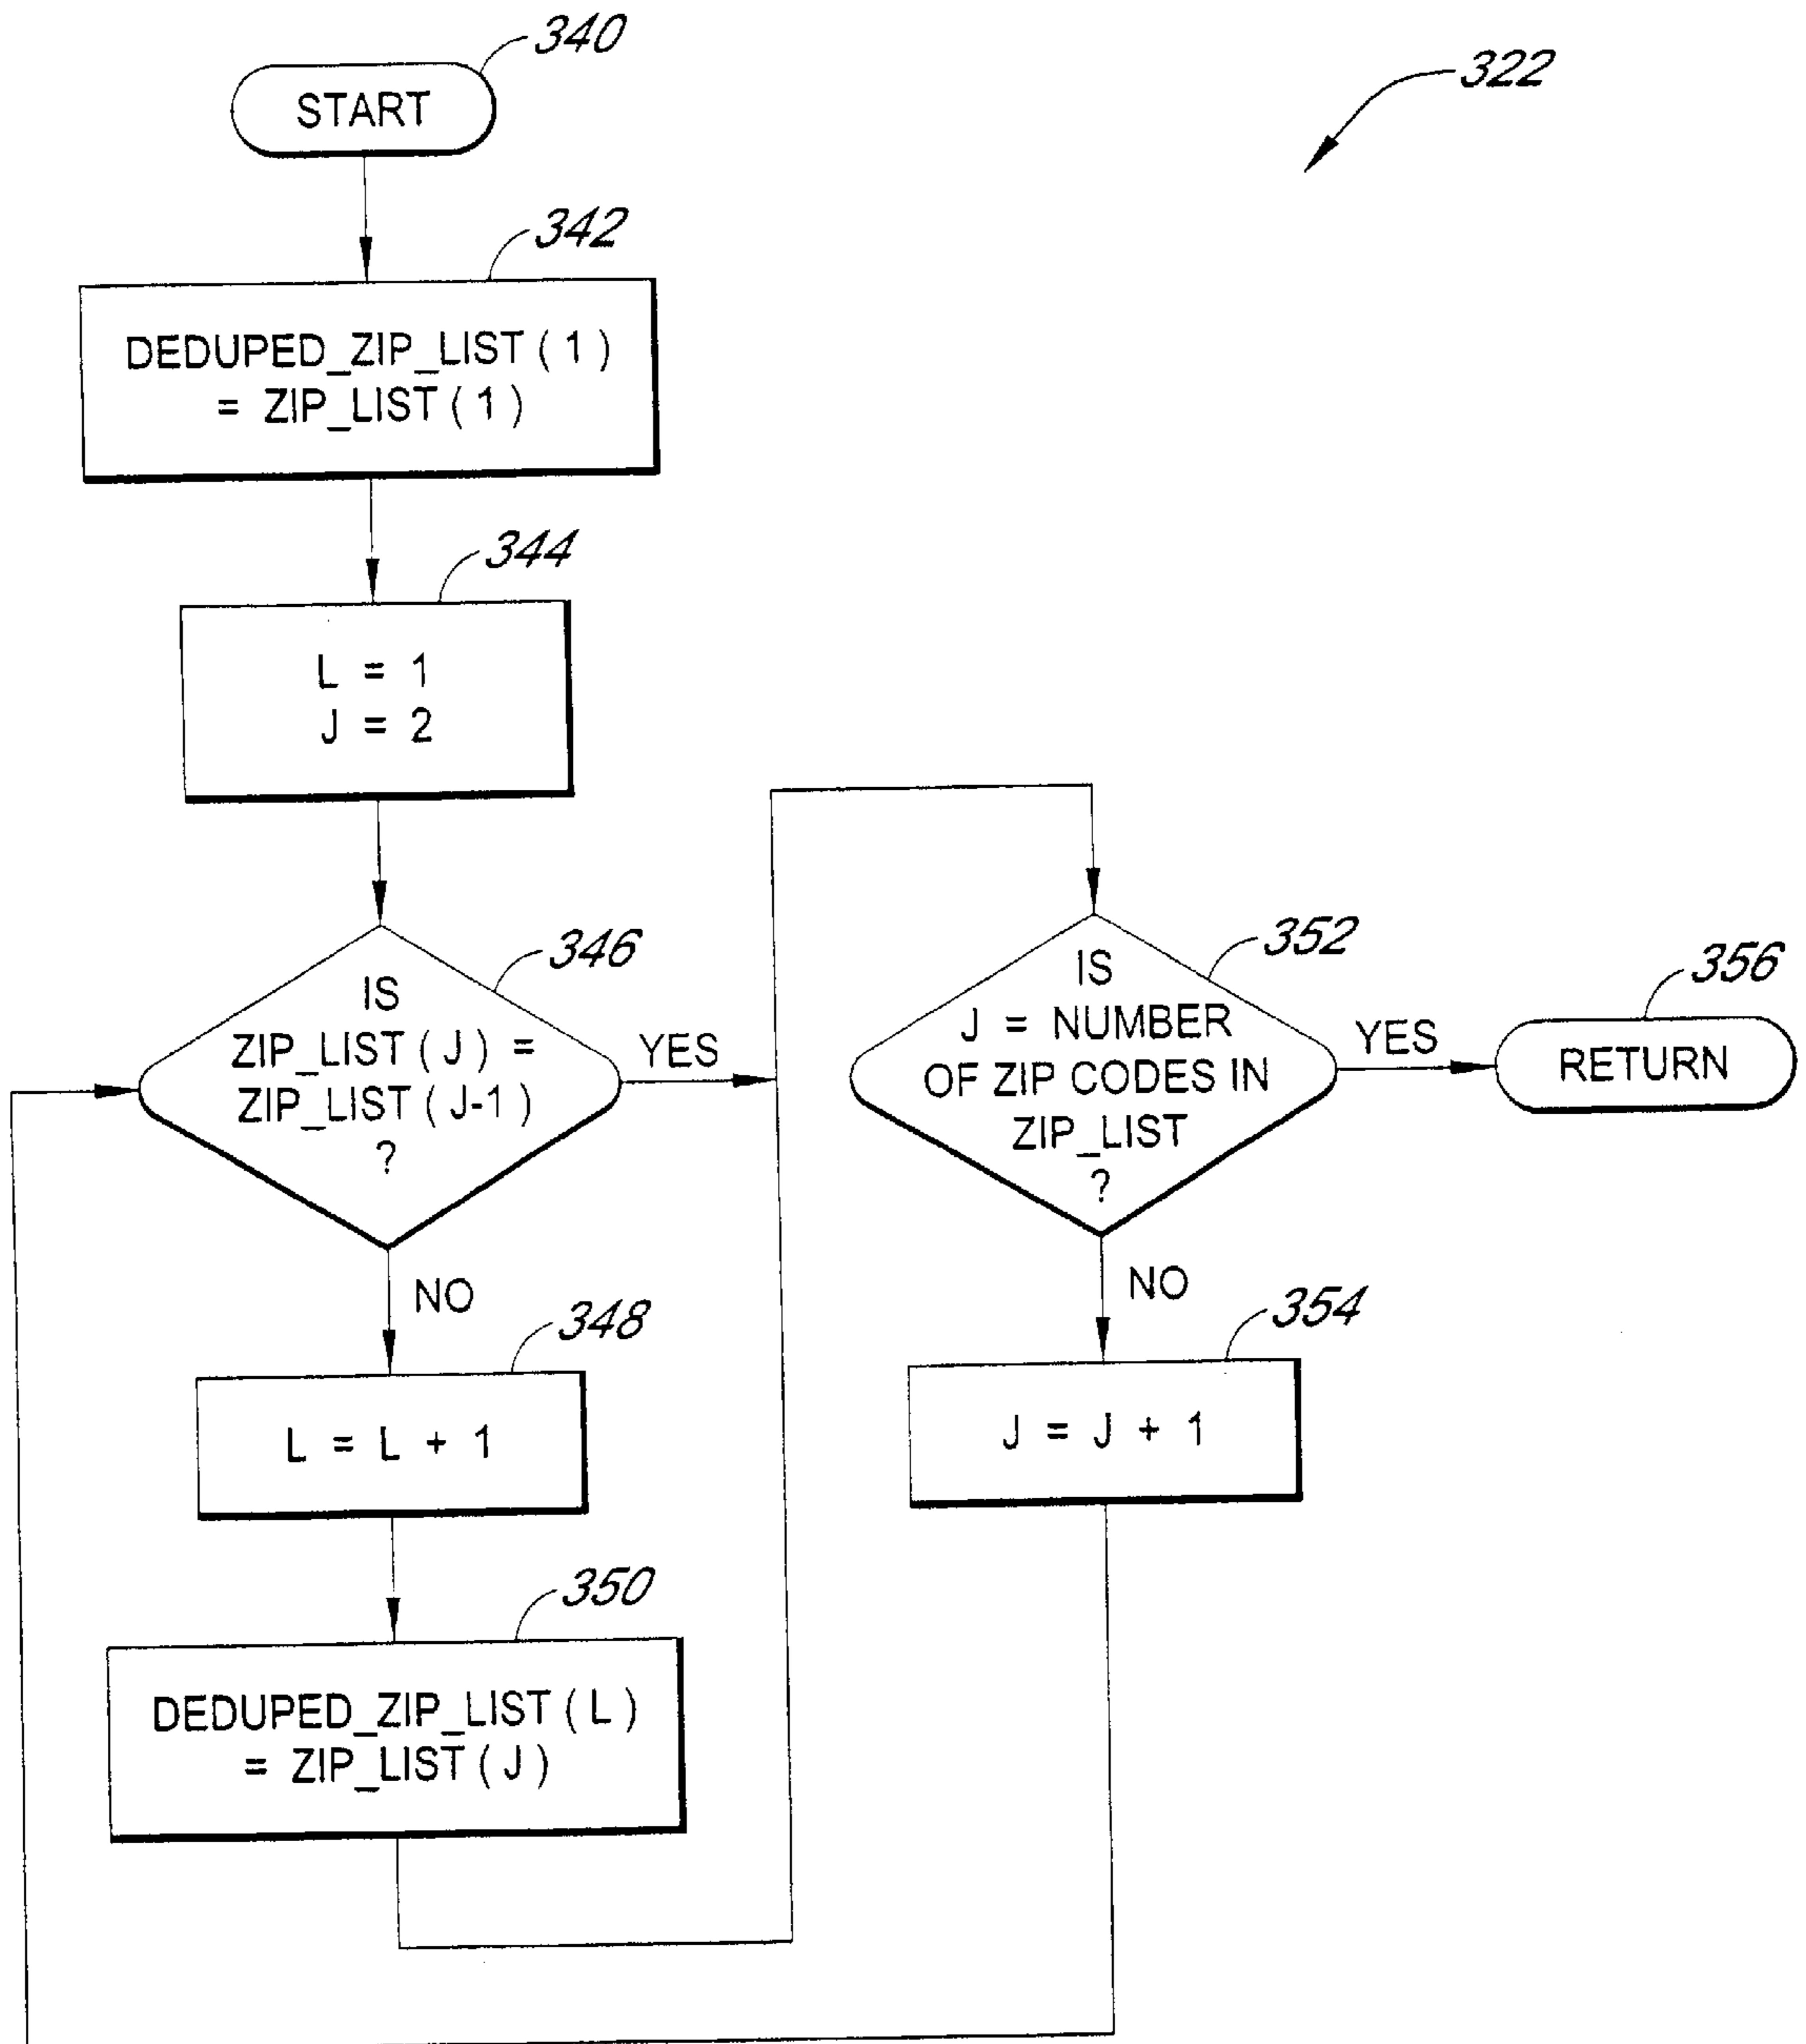 340
START
322
342
DEDUPED_ZIP_LIST ( 1 )
= ZIP_LIST ( 1 )
344
L = 1
J = 2
346
IS
ZIP_LIST ( J ) =
ZIP_LIST ( J-1 )
?
YES
NO
348
L = L + 1
350
DEDUPED_ZIP_LIST ( L )
= ZIP_LIST ( J )
352
IS
J = NUMBER
OF ZIP CODES IN
ZIP_LIST
?
YES
356
RETURN
NO
354
J = J + 1